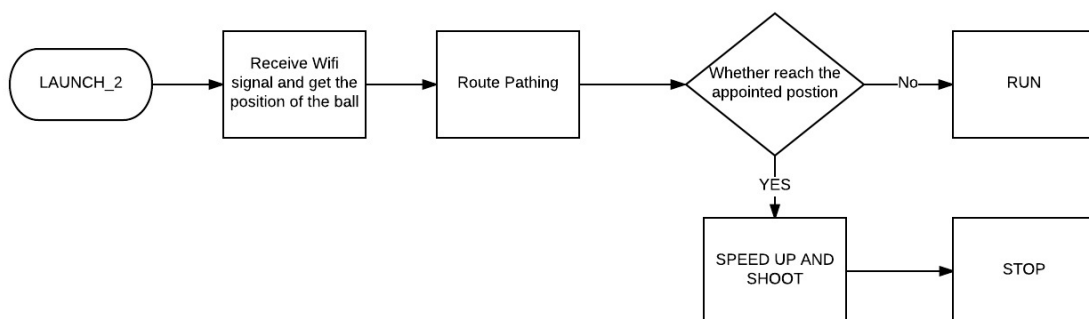 LAUNCH_2
Receive Wifi
signal and get the
position of the ball
Route Pathing
Whether reach the
appointed postion
No
RUN
YES
SPEED UP AND
SHOOT
STOP